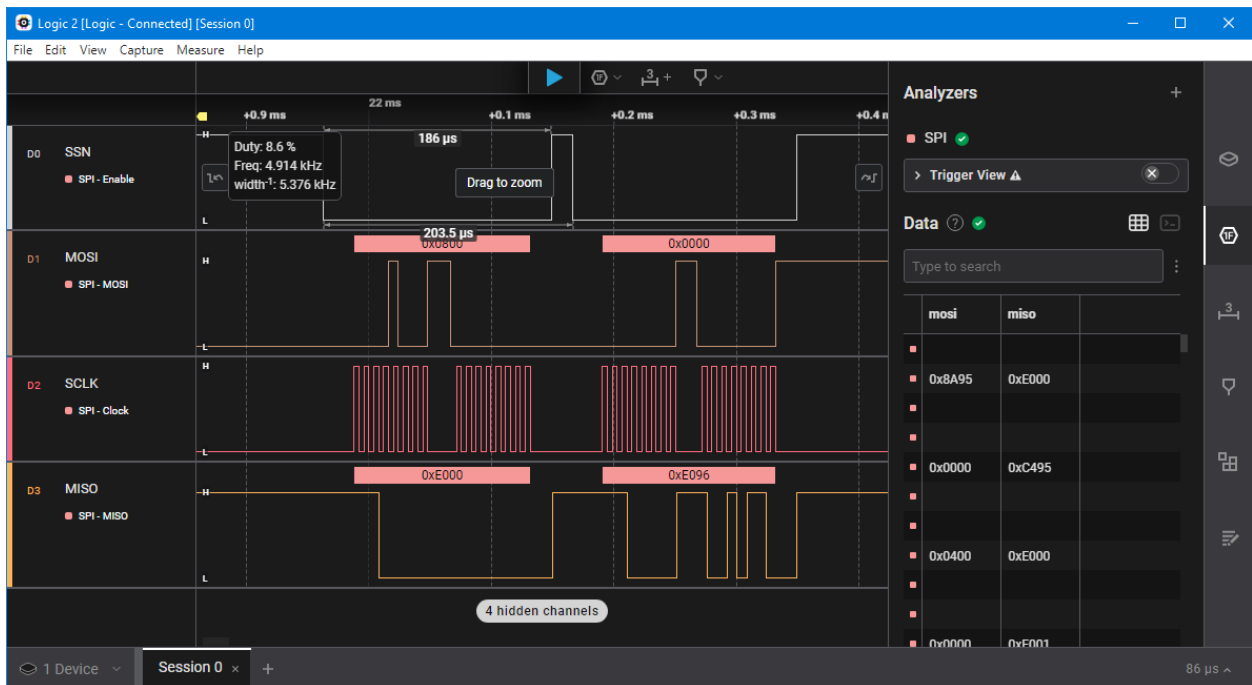 Logic 2 [Logic - Connected] [Session 0]
File Edit View Capture Measure Help
22 ms
+0.9 ms +0.1 ms +0.2 ms +0.3 ms +0.4 m
D0 SSN
SPI - Enable
H
L
Duty: 8.6 %
Freq: 4.914 kHz
width-1: 5.376 kHz
186 µs
Drag to zoom
203.5 µs
D1 MOSI
SPI - MOSI
H
L
0x0800 0x0000
D2 SCLK
SPI - Clock
H
L
D3 MISO
SPI - MISO
H
L
0xE000 0xE096
4 hidden channels
Analyzers +
SPI
Trigger View
Data
Type to search
mosi miso
0x8A95 0xE000
0x0000 0xC495
0x0400 0xE000
0x0000 0xE001
1 Device Session 0 × + 86 µs